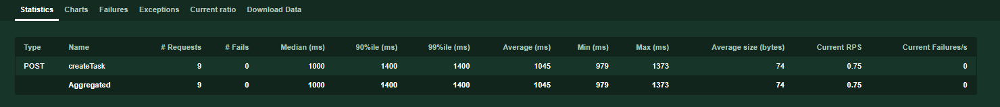 Statistics Charts Failures Exceptions Current ratio Download Data
Type Name # Requests # Fails Median (ms) 90%ile (ms) 99%ile (ms) Average (ms) Min (ms) Max (ms) Average size (bytes) Current RPS Current Failures/s
POST createTask 9 0 1000 1400 1400 1045 979 1373 74 0.75 0
Aggregated 9 0 1000 1400 1400 1045 979 1373 74 0.75 0